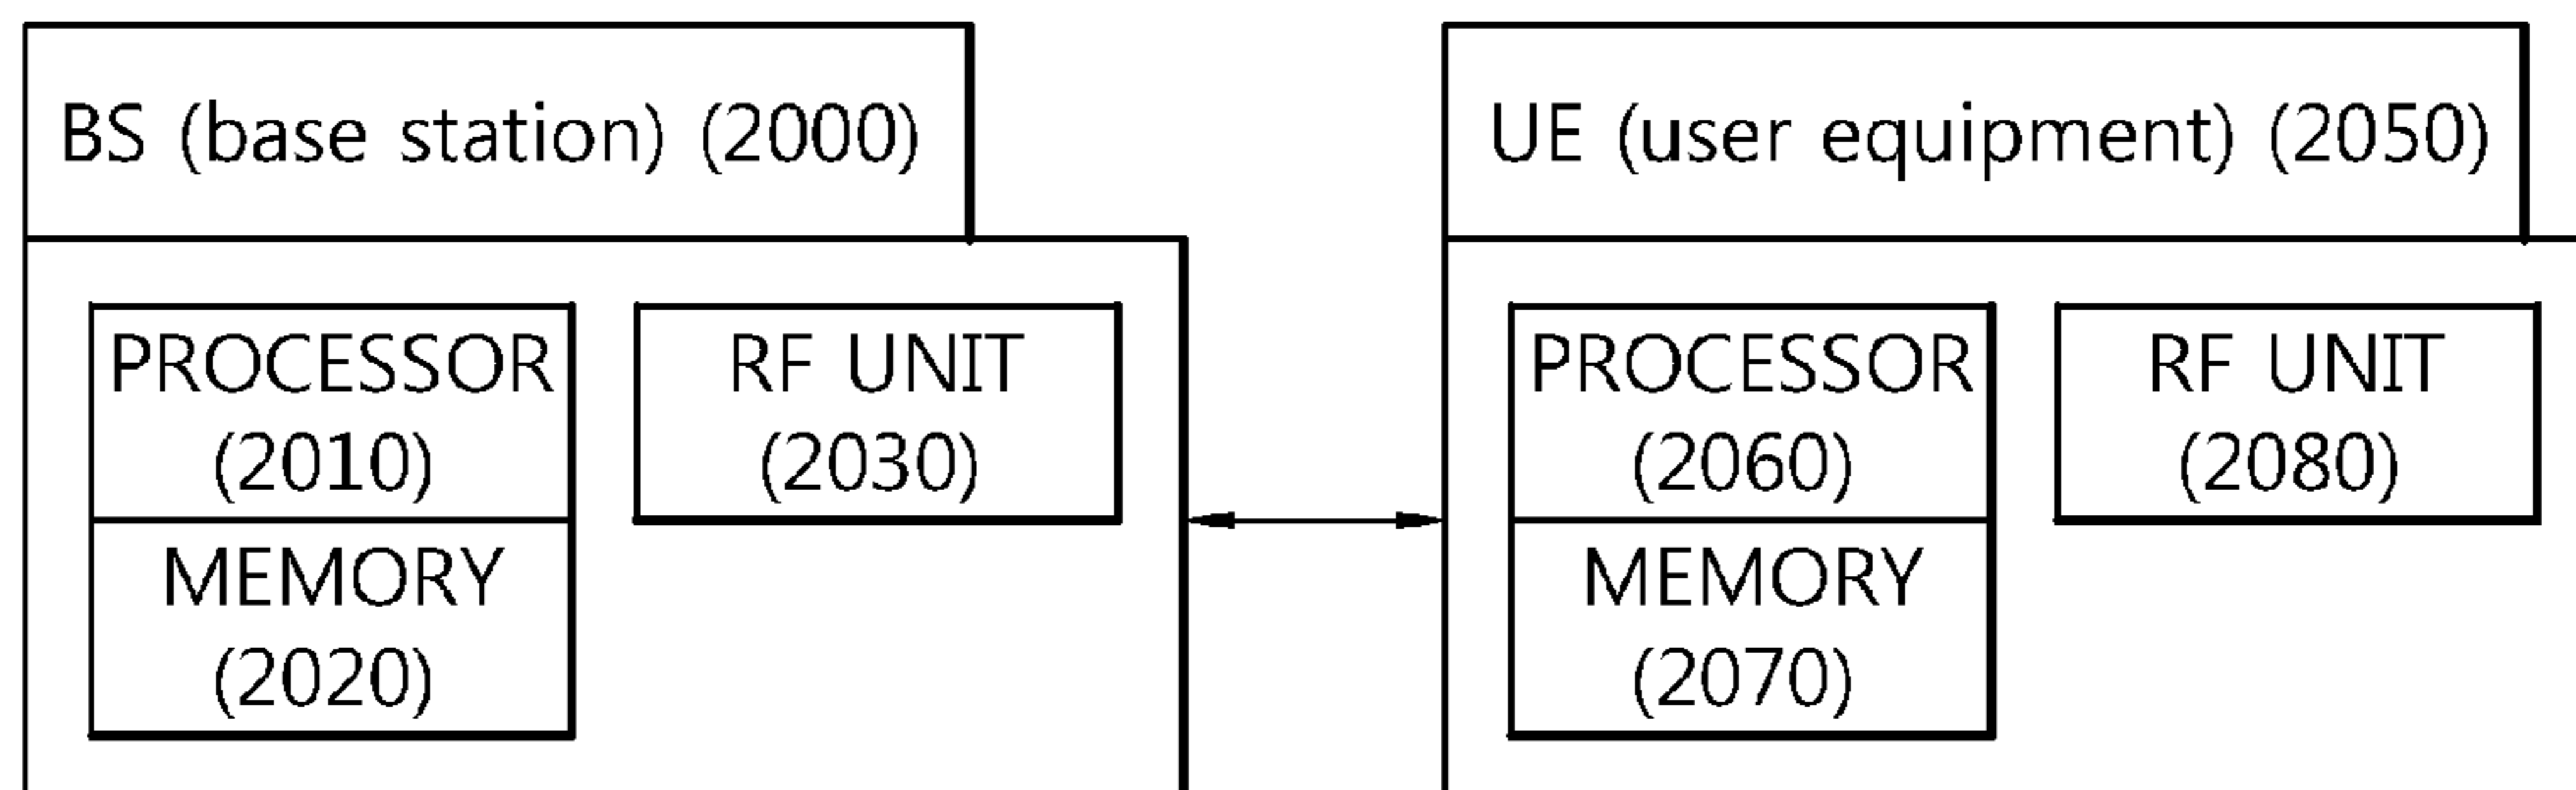 BS (base station) (2000)
PROCESSOR
(2010)
MEMORY
(2020)
RF UNIT
(2030)
UE (user equipment) (2050)
PROCESSOR
(2060)
MEMORY
(2070)
RF UNIT
(2080)